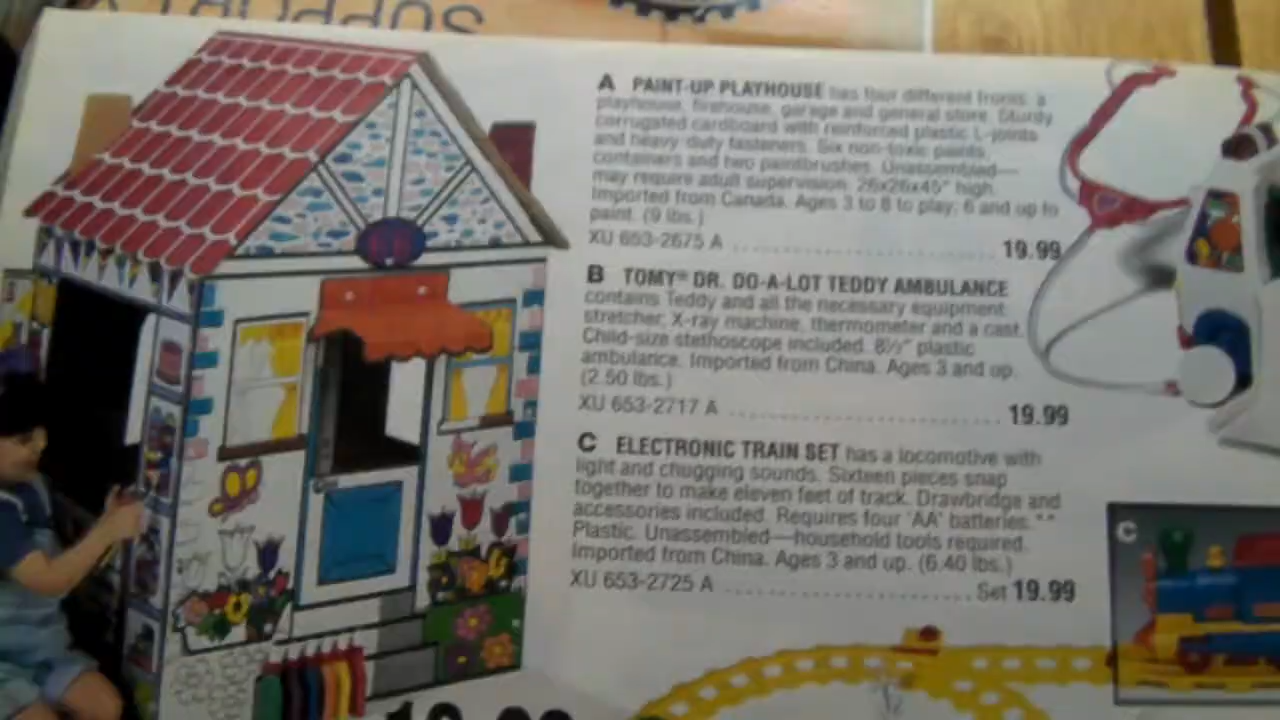 SUPPORT
A PAINT-UP PLAYHOUSE has four different fronts: a
playhouse, firehouse, garage and general store. Sturdy
corrugated cardboard with reinforced plastic L-joints
and heavy duty fasteners. Six non-toxic paints,
containers and two paintbrushes. Unassembled—
may require adult supervision. 26x26x45" high.
Imported from Canada. Ages 3 to 8 to play; 6 and up to
paint. (9 lbs.)
XU 653-2675 A .......................... 19.99
B TOMY® DR. DO-A-LOT TEDDY AMBULANCE
contains Teddy and all the necessary equipment:
stretcher, X-ray machine, thermometer and a cast.
Child-size stethoscope included. 8½" plastic
ambulance. Imported from China. Ages 3 and up.
(2.50 lbs.)
XU 653-2717 A .......................... 19.99
C ELECTRONIC TRAIN SET has a locomotive with
light and chugging sounds. Sixteen pieces snap
together to make eleven feet of track. Drawbridge and
accessories included. Requires four 'AA' batteries.**
Plastic. Unassembled—household tools required.
Imported from China. Ages 3 and up. (6.40 lbs.)
XU 653-2725 A .......................... Set 19.99
C